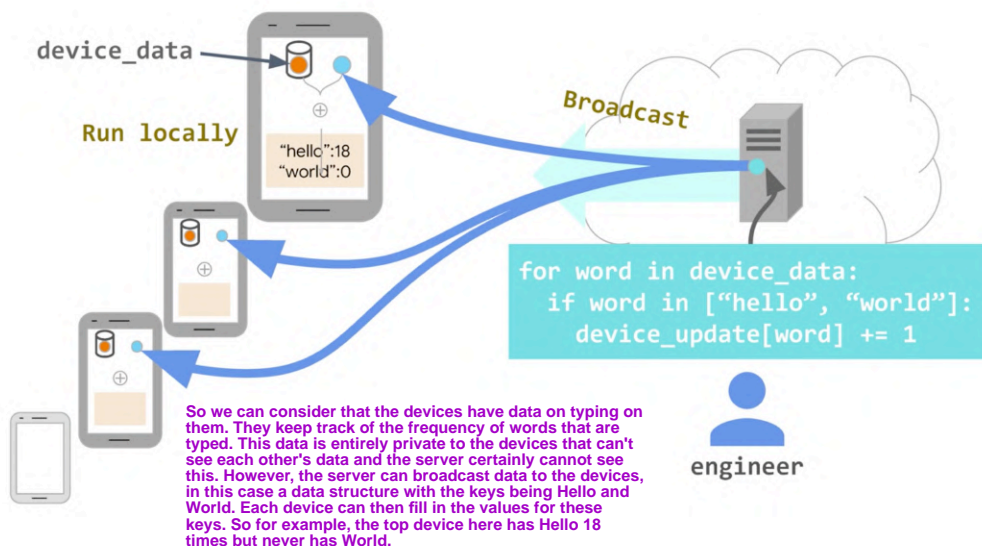 device_data
Broadcast
Run locally
"hello":18
"world":0
for word in device_data:
if word in ["hello", "world"]:
device_update[word] += 1
So we can consider that the devices have data on typing on
them. They keep track of the frequency of words that are
typed. This data is entirely private to the devices that can't
see each other's data and the server certainly cannot see
this. However, the server can broadcast data to the devices,
in this case a data structure with the keys being Hello and
World. Each device can then fill in the values for these
keys. So for example, the top device here has Hello 18
times but never has World.
engineer